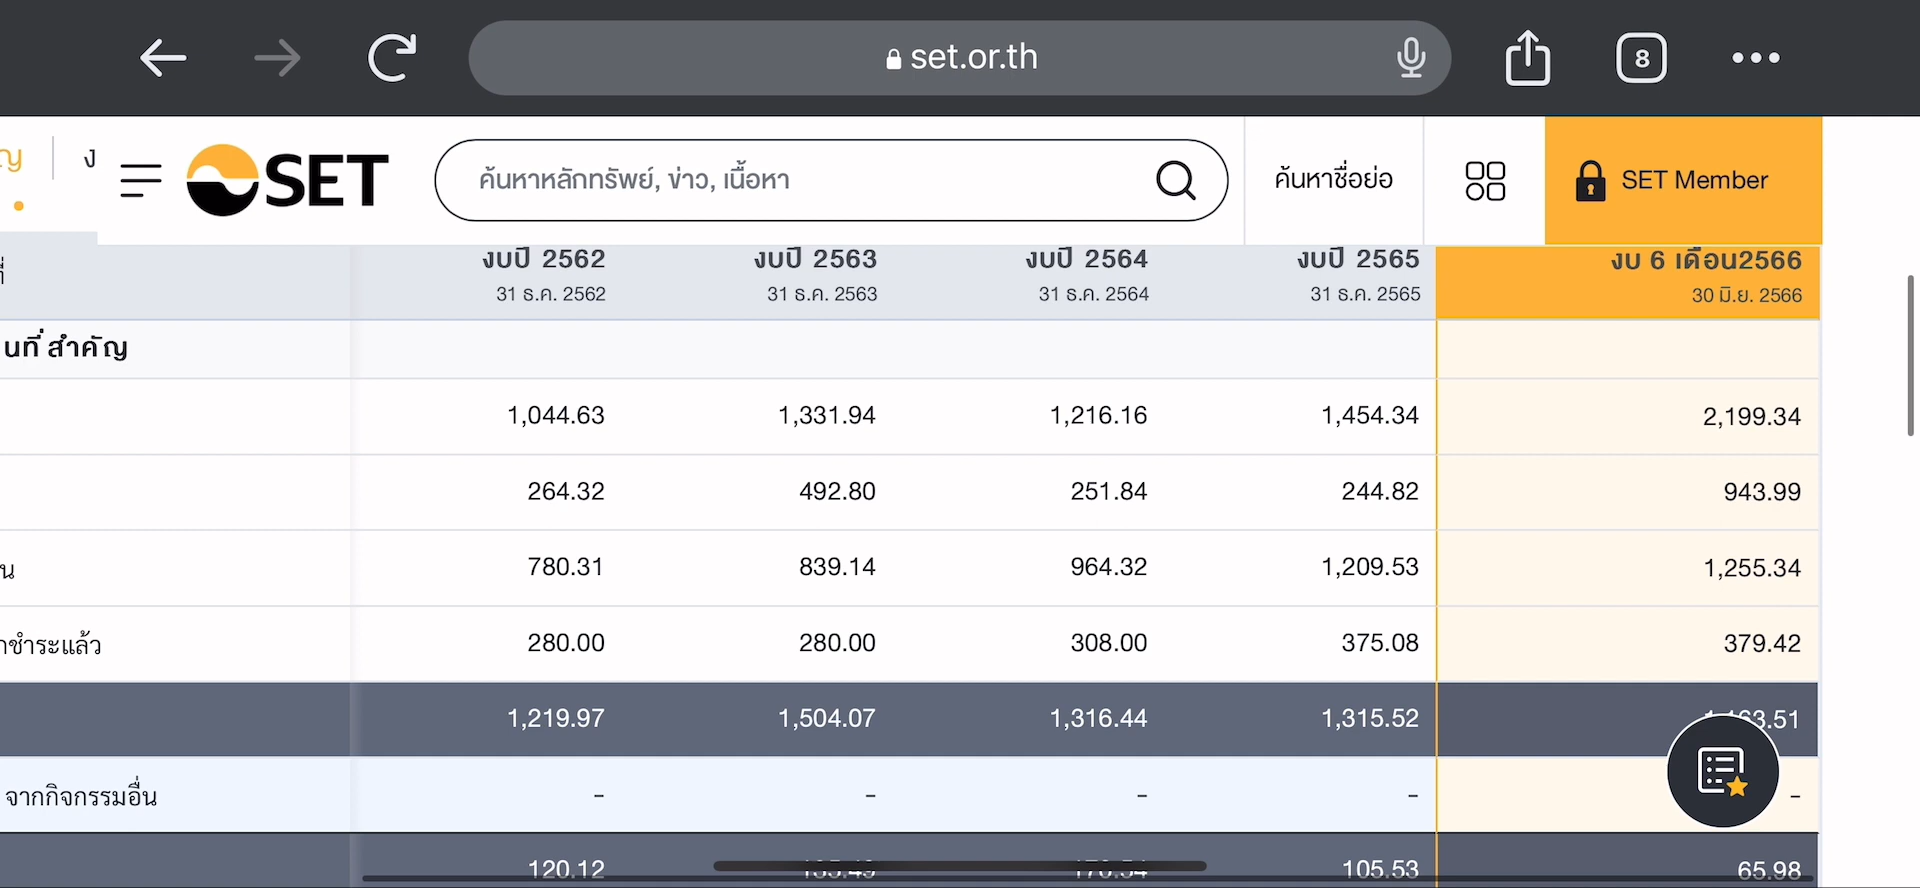 set.or.th
8
SET
ค้นหาหลักทรัพย์, ข่าว, เนื้อหา
ค้นหาชื่อย่อ
SET Member
งบปี 2562 งบปี 2563 งบปี 2564 งบปี 2565 งบ 6 เดือน2566
31 ธ.ค. 2562 31 ธ.ค. 2563 31 ธ.ค. 2564 31 ธ.ค. 2565 30 มิ.ย. 2566
นที่ สำคัญ
1,044.63 1,331.94 1,216.16 1,454.34 2,199.34
264.32 492.80 251.84 244.82 943.99
น 780.31 839.14 964.32 1,209.53 1,255.34
ชำระแล้ว 280.00 280.00 308.00 375.08 379.42
1,219.97 1,504.07 1,316.44 1,315.52
จากกิจกรรมอื่น - - - - -
120.12 105.53 65.98